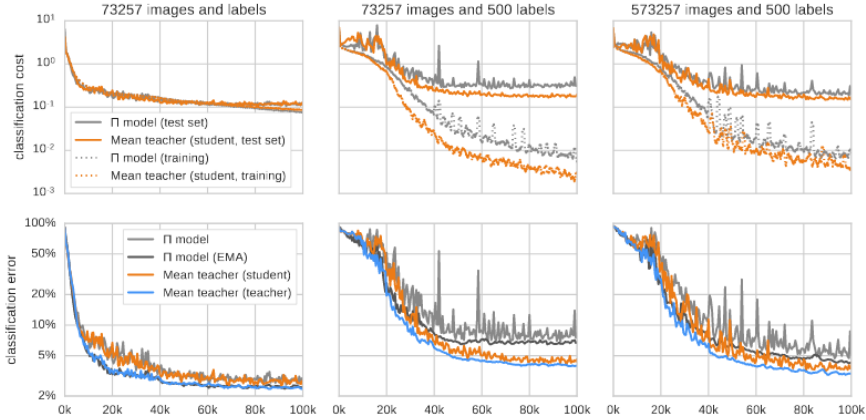 73257 images and labels
73257 images and 500 labels
573257 images and 500 labels
classification cost
10¹
10⁰
10⁻¹
10⁻²
10⁻³
Π model (test set)
Mean teacher (student, test set)
Π model (training)
Mean teacher (student, training)
classification error
100%
50%
20%
10%
5%
2%
Π model
Π model (EMA)
Mean teacher (student)
Mean teacher (teacher)
0k 20k 40k 60k 80k 100k
0k 20k 40k 60k 80k 100k
0k 20k 40k 60k 80k 100k